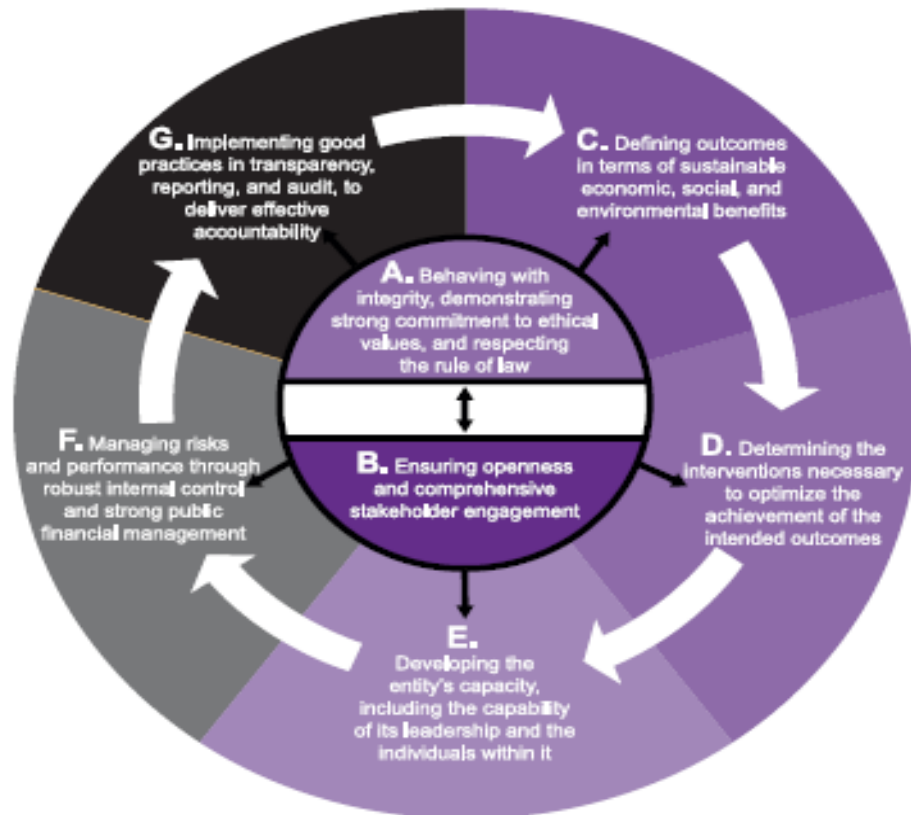 G. Implementing good
practices in transparency,
reporting, and audit, to
deliver effective
accountability
C. Defining outcomes
in terms of sustainable
economic, social, and
environmental benefits
A. Behaving with
integrity, demonstrating
strong commitment to ethical
values, and respecting
the rule of law
B. Ensuring openness
and comprehensive
stakeholder engagement
D. Determining the
interventions necessary
to optimize the
achievement of the
intended outcomes
E.
Developing the
entity's capacity,
including the capability
of its leadership and the
individuals within it
F. Managing risks
and performance through
robust internal control
and strong public
financial management